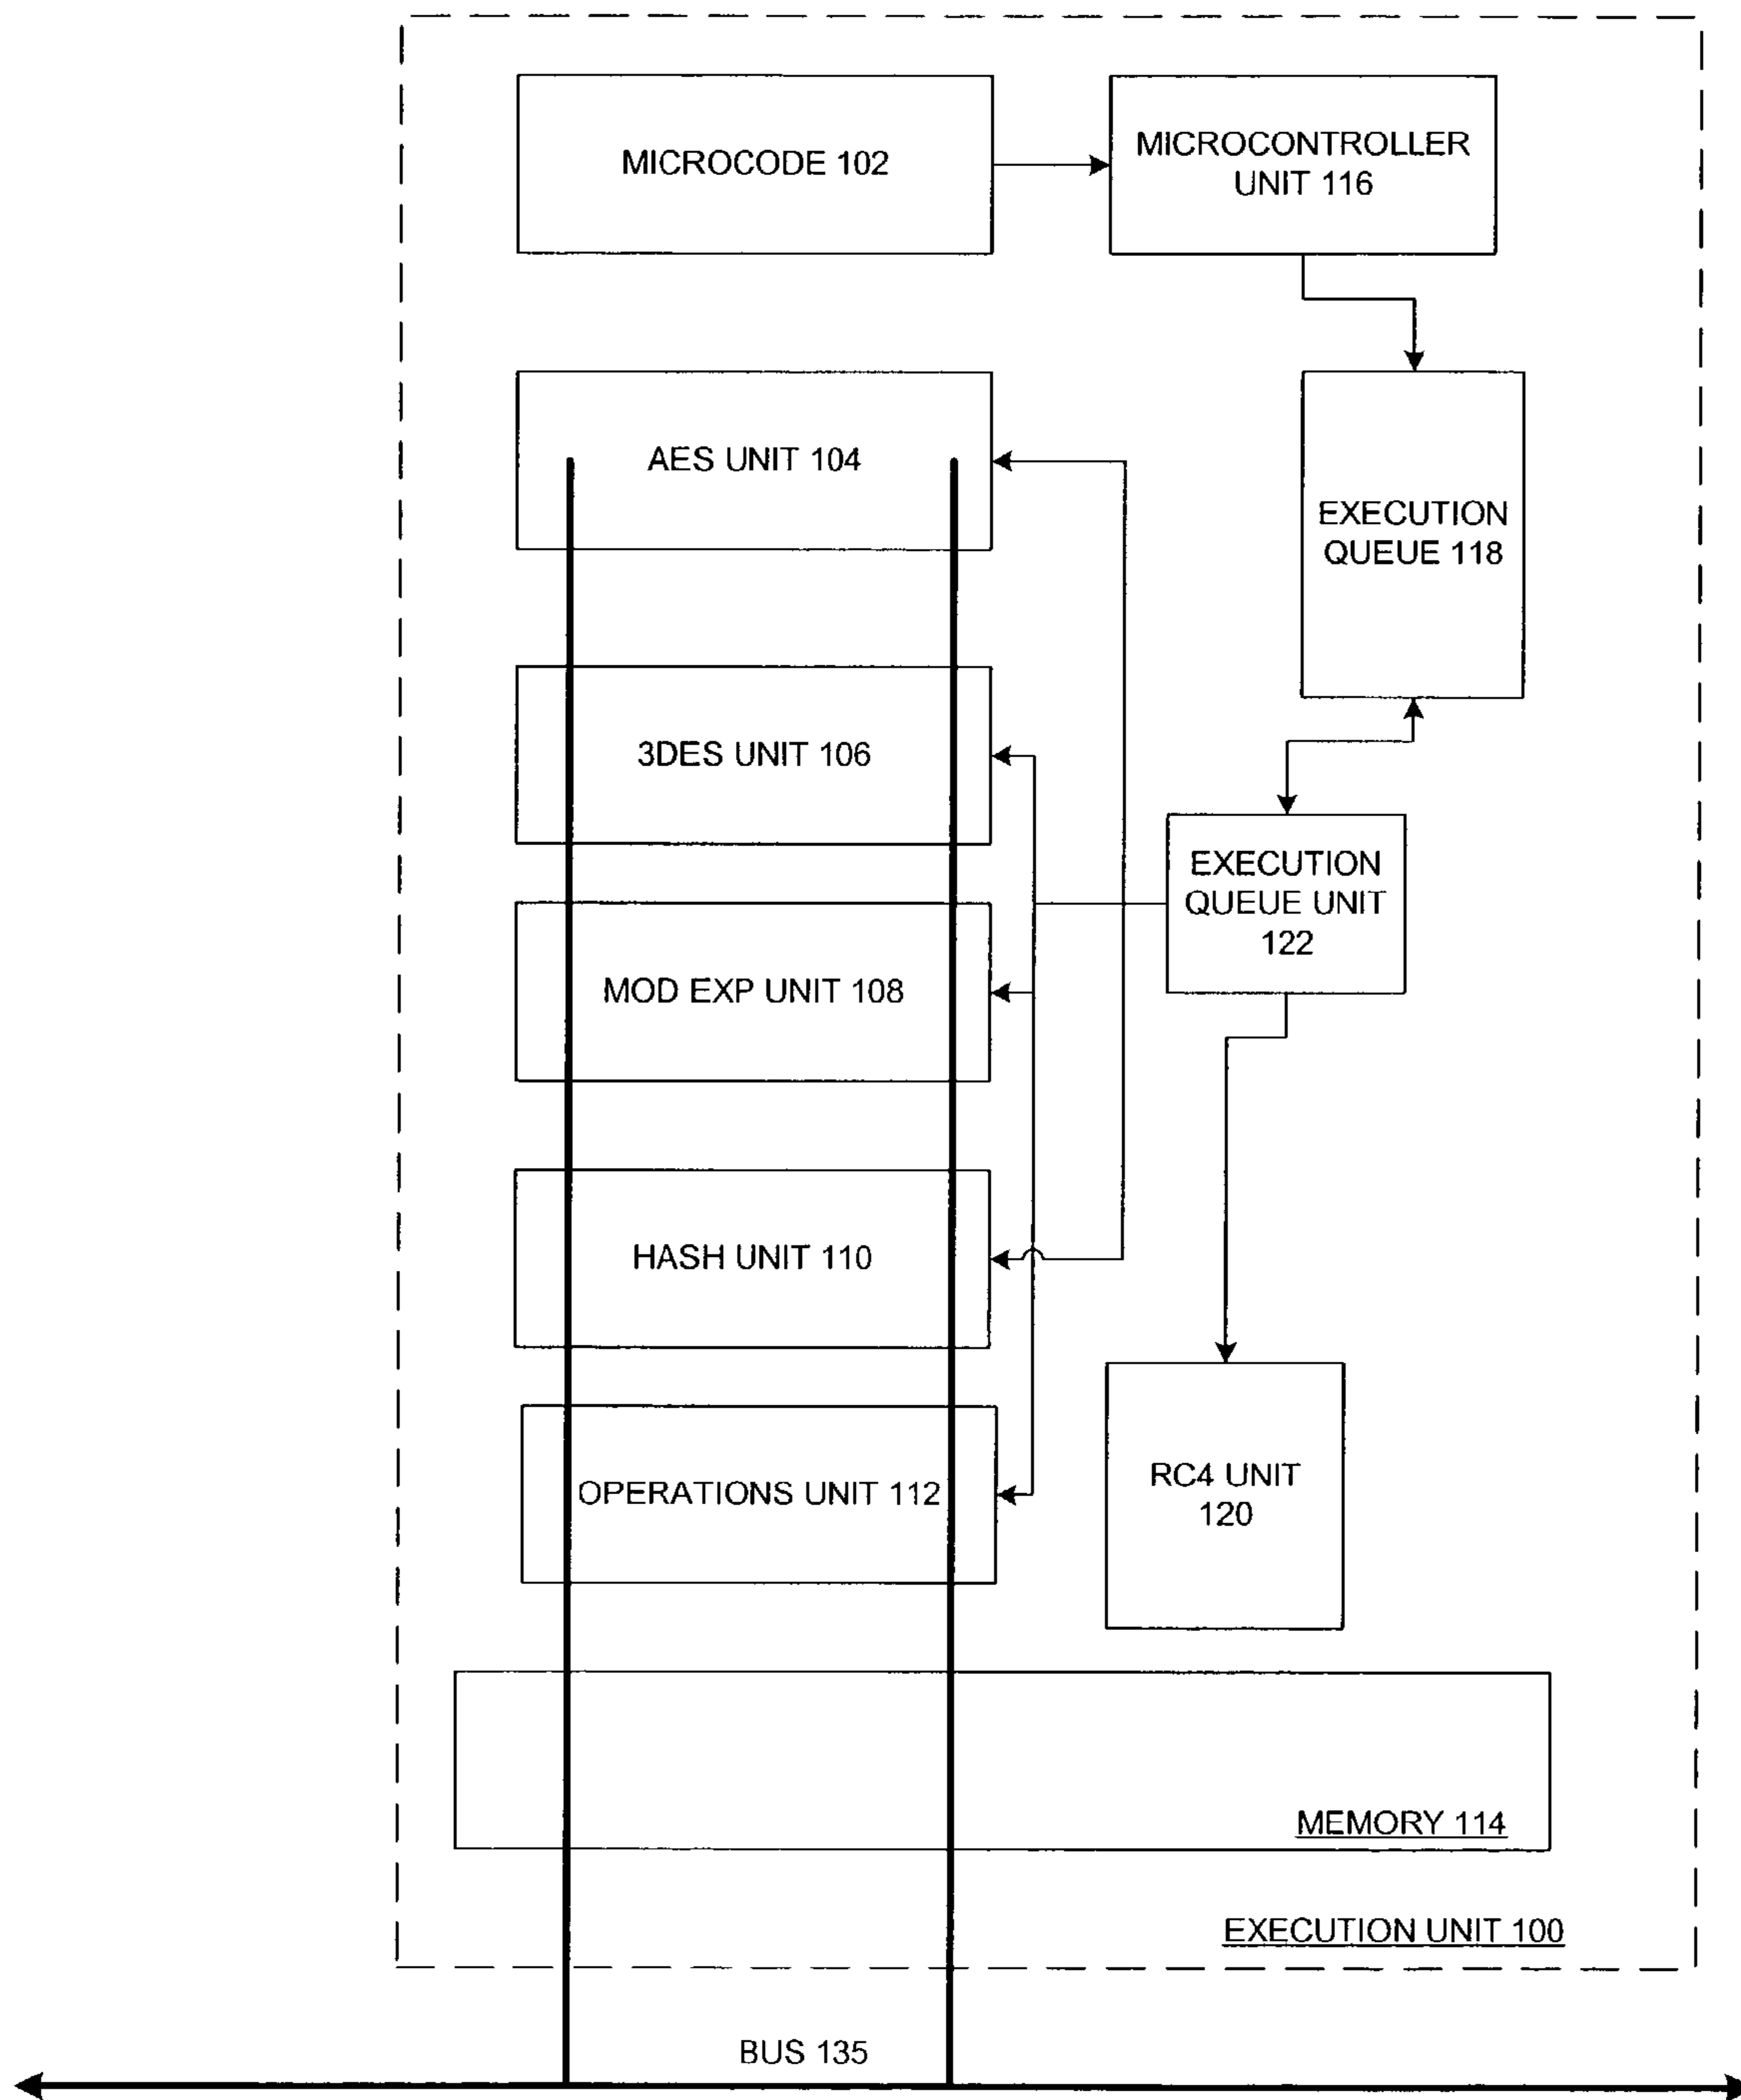 MICROCODE 102
MICROCONTROLLER
UNIT 116
AES UNIT 104
EXECUTION
QUEUE 118
3DES UNIT 106
EXECUTION
QUEUE UNIT
122
MOD EXP UNIT 108
HASH UNIT 110
OPERATIONS UNIT 112
RC4 UNIT
120
MEMORY 114
EXECUTION UNIT 100
BUS 135